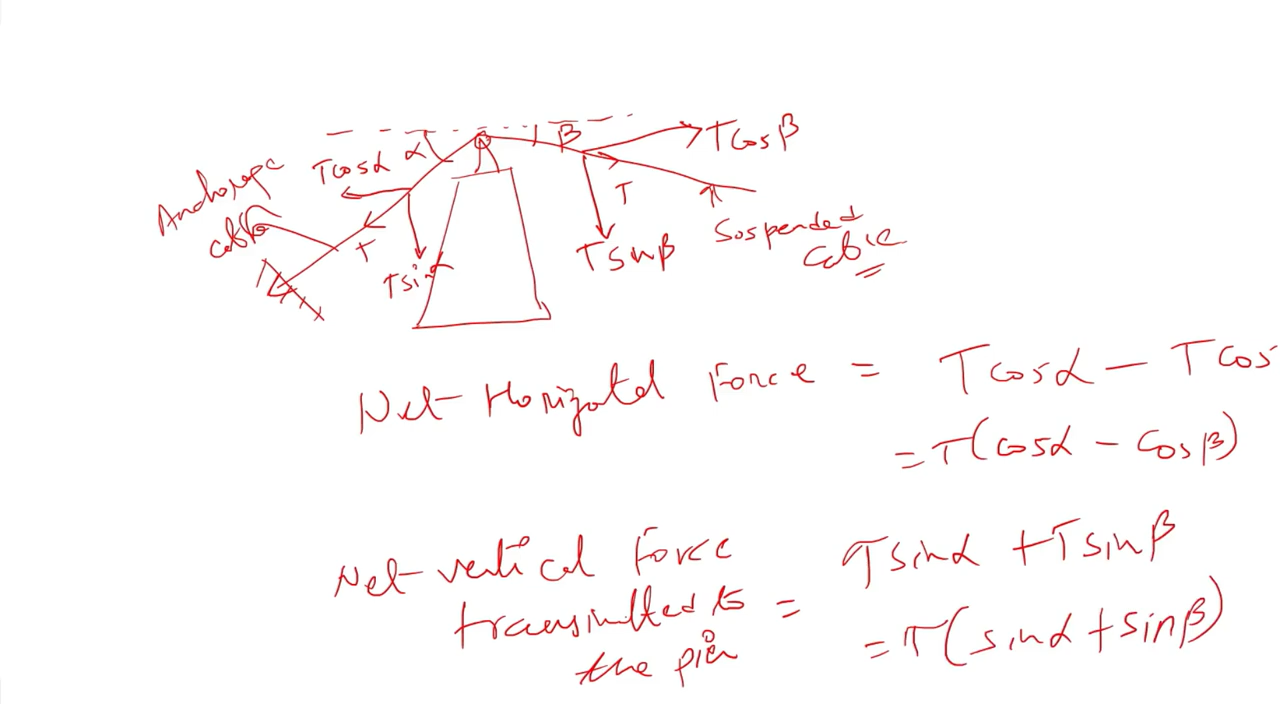 β
T cos β
T cos α
α
Anchorage
cable
T
T
Suspended
cable
T sin β
T sin α
Net Horizotal Force = T cos α - T cos
= T (cos α - cos β)
Net vertical Force = T sin α + T sin β
transmitted to
the pier
= T (sin α + sin β)